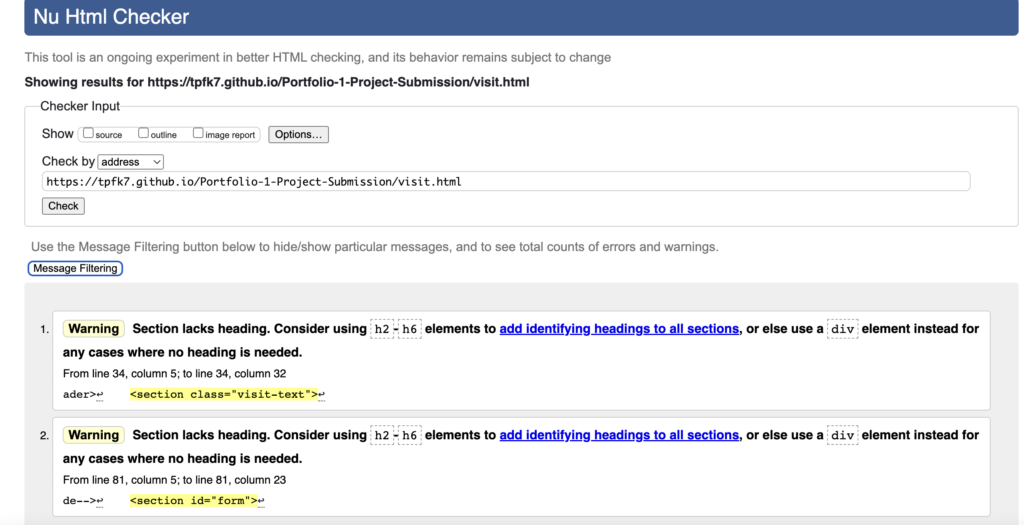 Nu Html Checker
This tool is an ongoing experiment in better HTML checking, and its behavior remains subject to change
Showing results for https://tpfk7.github.io/Portfolio-1-Project-Submission/visit.html
Checker Input
Show source outline image report Options...
Check by address
https://tpfk7.github.io/Portfolio-1-Project-Submission/visit.html
Check
Use the Message Filtering button below to hide/show particular messages, and to see total counts of errors and warnings.
Message Filtering
1. Warning Section lacks heading. Consider using h2-h6 elements to add identifying headings to all sections, or else use a div element instead for
any cases where no heading is needed.
From line 34, column 5; to line 34, column 32
ader>↩ <section class="visit-text">↩
2. Warning Section lacks heading. Consider using h2-h6 elements to add identifying headings to all sections, or else use a div element instead for
any cases where no heading is needed.
From line 81, column 5; to line 81, column 23
de-->↩ <section id="form">↩